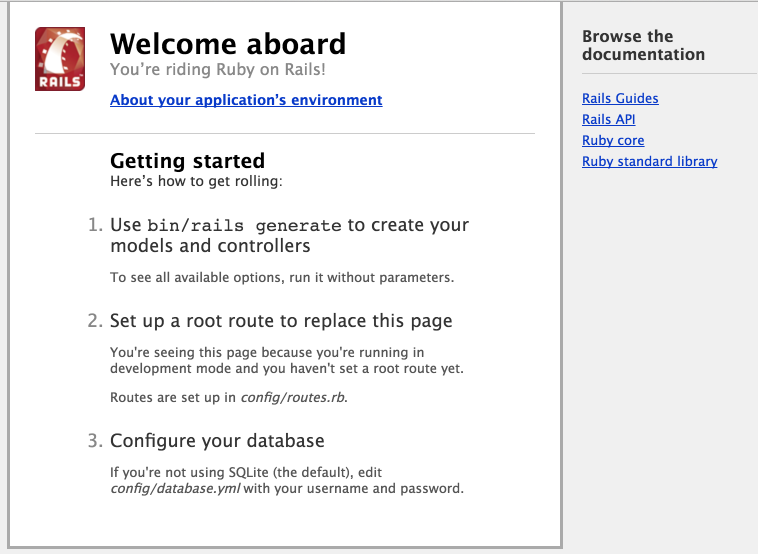 RAILS
Welcome aboard
You're riding Ruby on Rails!
About your application's environment
Getting started
Here's how to get rolling:
1. Use bin/rails generate to create your
models and controllers
To see all available options, run it without parameters.
2. Set up a root route to replace this page
You're seeing this page because you're running in
development mode and you haven't set a root route yet.
Routes are set up in config/routes.rb.
3. Configure your database
If you're not using SQLite (the default), edit
config/database.yml with your username and password.
Browse the
documentation
Rails Guides
Rails API
Ruby core
Ruby standard library